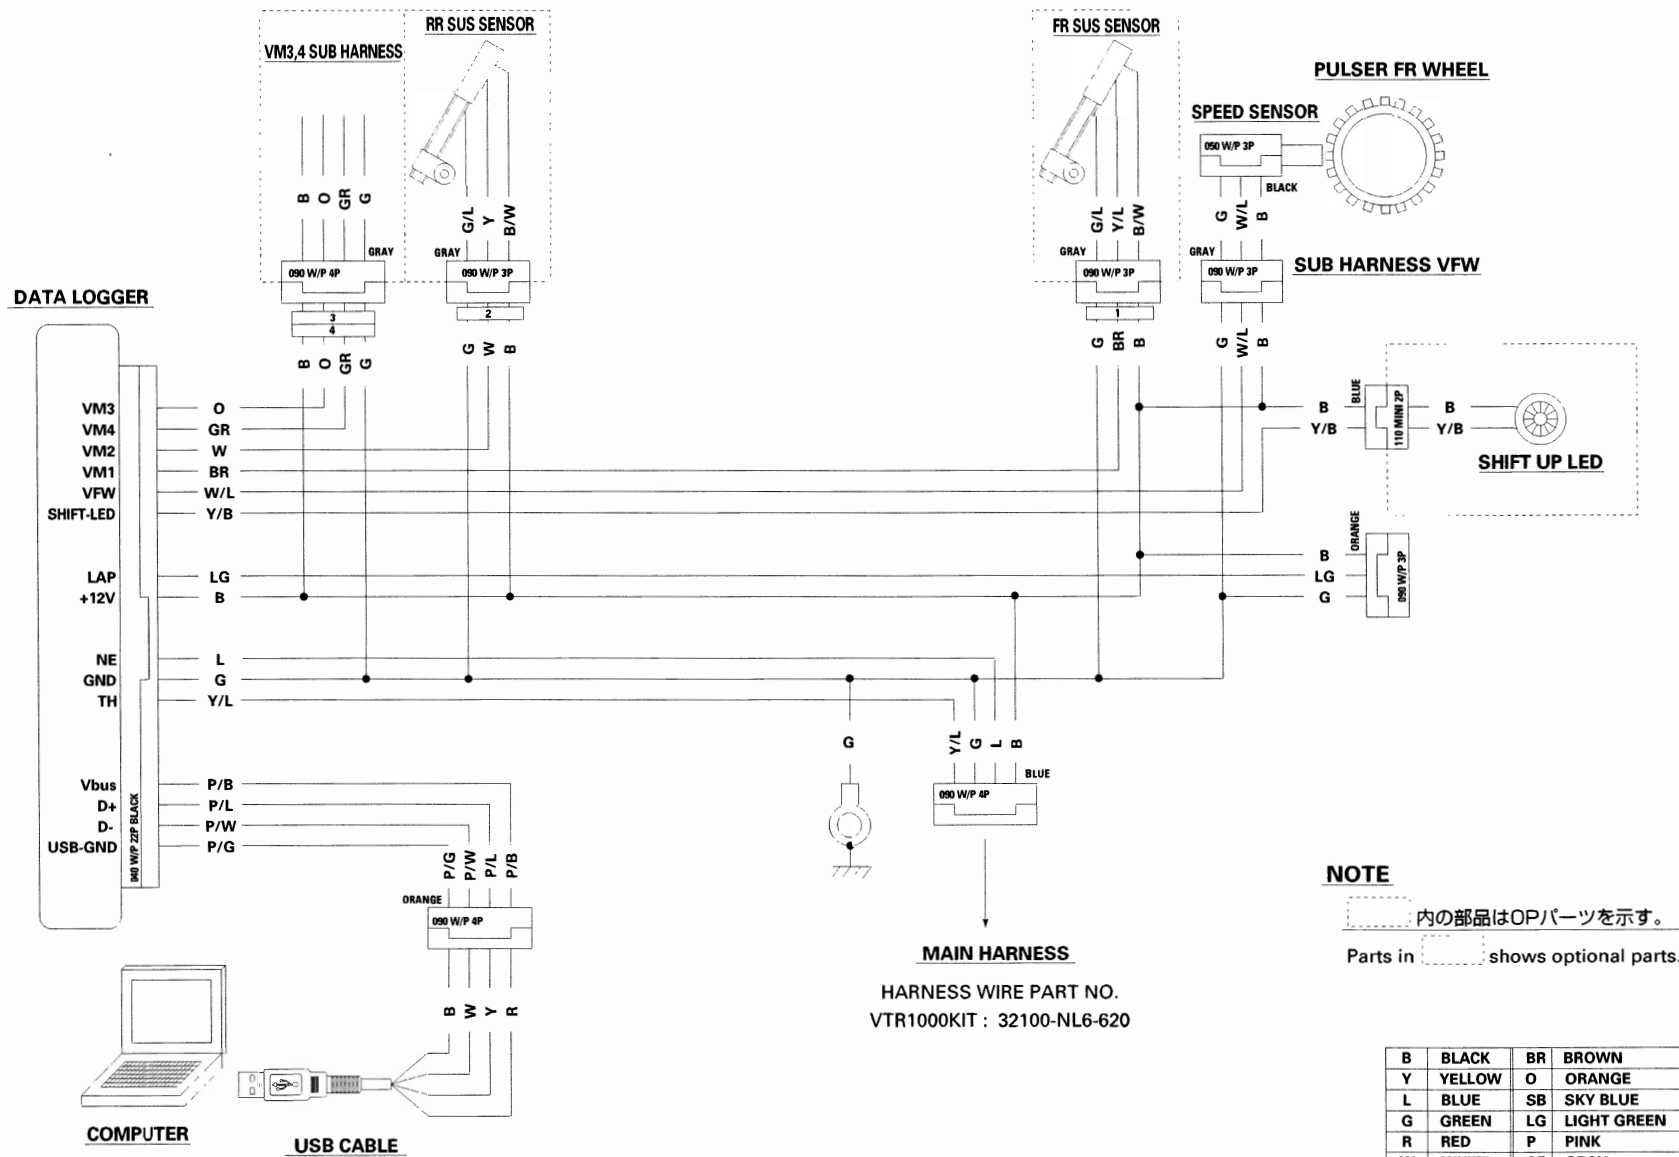 RR SUS SENSOR
VM3,4 SUB HARNESS
FR SUS SENSOR
PULSER FR WHEEL
SPEED SENSOR
050 W/P 3P
BLACK
B O GR G
G/L Y B/W
G/L Y/L B/W
G W/L B
GRAY
GRAY
GRAY
GRAY
090 W/P 4P
090 W/P 3P
090 W/P 3P
090 W/P 3P
SUB HARNESS VFW
DATA LOGGER
3
4
2
1
B O GR G
G W B
G BR B
G W/L B
VM3 O
VM4 GR
VM2 W
VM1 BR
VFW W/L
SHIFT-LED Y/B
BLUE
110 MINI 2P
B
Y/B
B
Y/B
SHIFT UP LED
LAP LG
+12V B
ORANGE
090 W/P 3P
B
LG
G
NE L
GND G
TH Y/L
G
Y/L G L B
BLUE
090 W/P 4P
Vbus P/B
D+ P/L
D- P/W
USB-GND P/G
040 W/P 22P BLACK
P/G P/W P/L P/B
ORANGE
090 W/P 4P
B W Y R
MAIN HARNESS
HARNESS WIRE PART NO.
VTR1000KIT : 32100-NL6-620
COMPUTER
USB CABLE
NOTE
内の部品はOPパーツを示す。
Parts in shows optional parts.
B BLACK BR BROWN
Y YELLOW O ORANGE
L BLUE SB SKY BLUE
G GREEN LG LIGHT GREEN
R RED P PINK